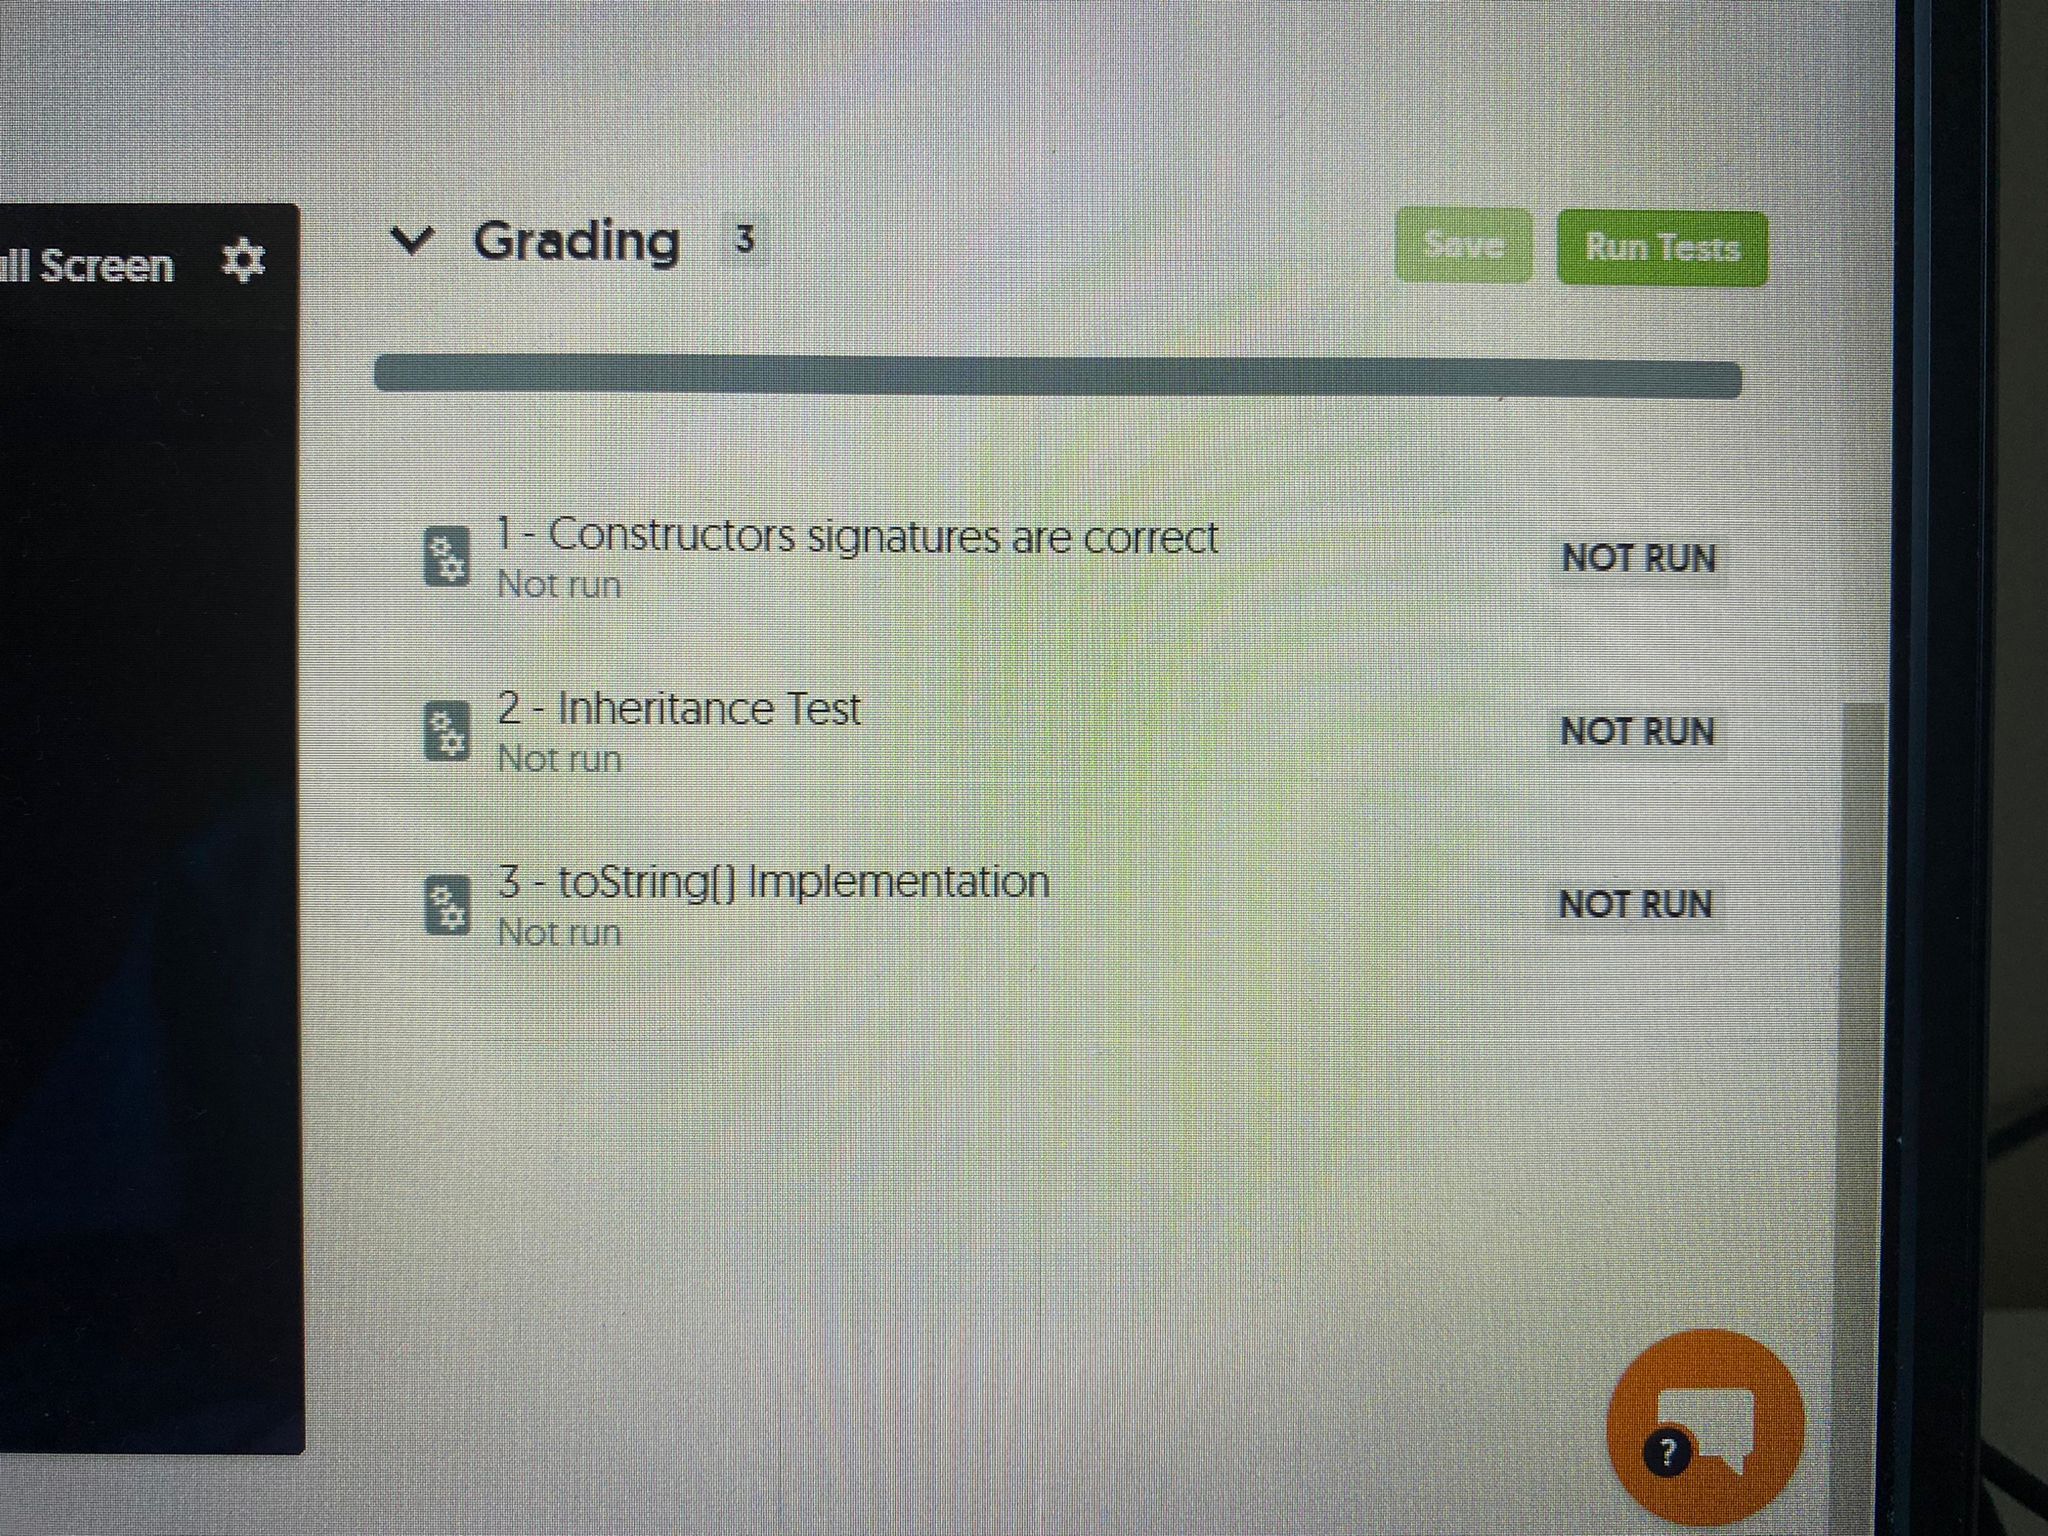 ll Screen
Grading 3
Save
Run Tests
1 - Constructors signatures are correct
Not run
NOT RUN
2 - Inheritance Test
Not run
NOT RUN
3 - toString() Implementation
Not run
NOT RUN
?